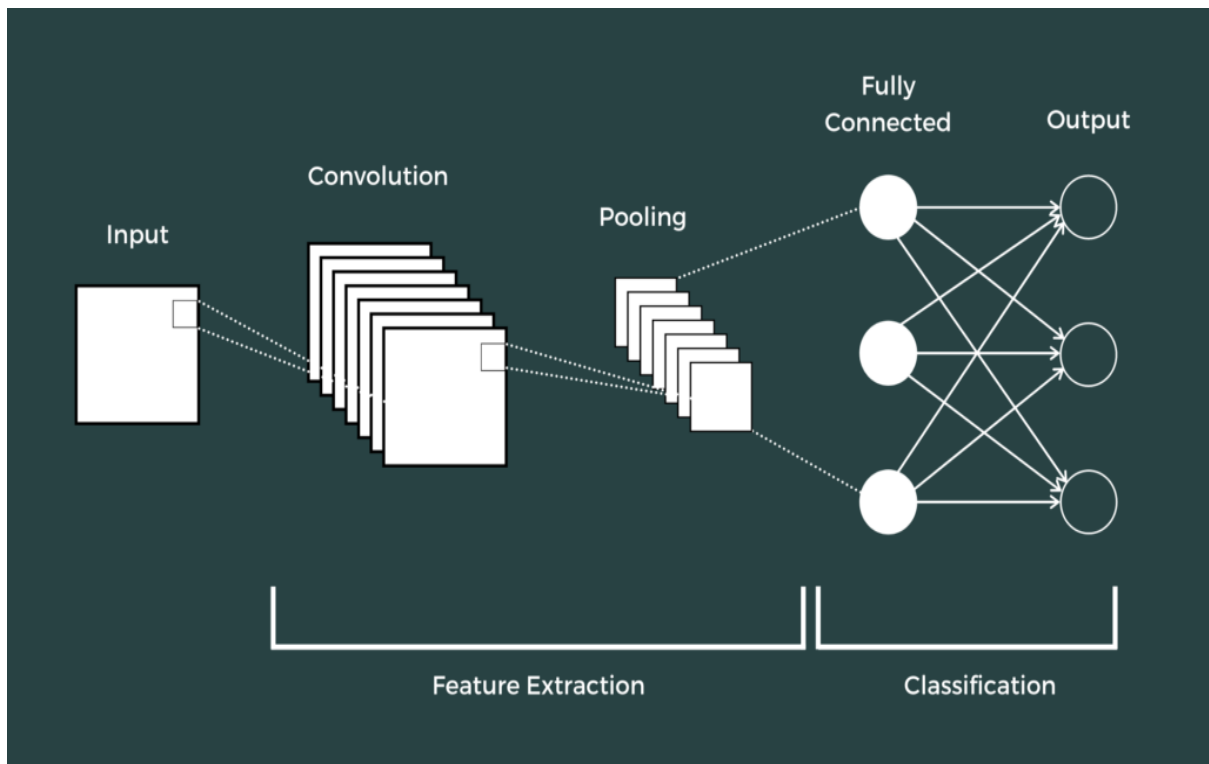 Input
Convolution
Pooling
Fully
Connected
Output
Feature Extraction
Classification